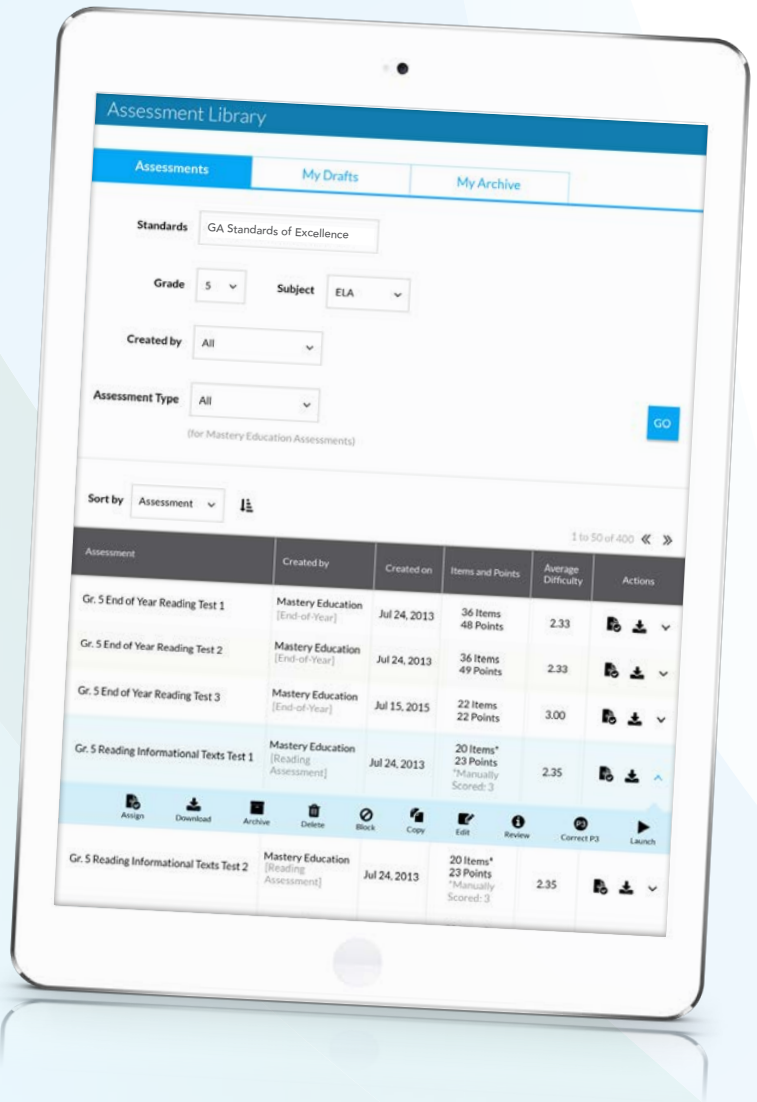 Assessment Library
Assessments My Drafts My Archive
Standards GA Standards of Excellence
Grade 5 Subject ELA
Created by All
Assessment Type All
GO
(for Mastery Education Assessments)
Sort by Assessment
1 to 50 of 400
Assessment Created by Created on Items and Points Average Difficulty Actions
Gr. 5 End of Year Reading Test 1 Mastery Education Jul 24, 2013 36 Items 2.33
[End-of-Year] 48 Points
Gr. 5 End of Year Reading Test 2 Mastery Education Jul 24, 2013 36 Items 2.33
[End-of-Year] 49 Points
Gr. 5 End of Year Reading Test 3 Mastery Education Jul 15, 2015 22 Items 3.00
[End-of-Year] 22 Points
Gr. 5 Reading Informational Texts Test 1 Mastery Education Jul 24, 2013 20 Items* 2.35
[Reading 23 Points
Assessment] *Manually
Scored: 3
Assign Download Archive Delete Block Copy Edit Review P3 Correct P3 Launch
Gr. 5 Reading Informational Texts Test 2 Mastery Education Jul 24, 2013 20 Items* 2.35
[Reading 23 Points
Assessment] *Manually
Scored: 3